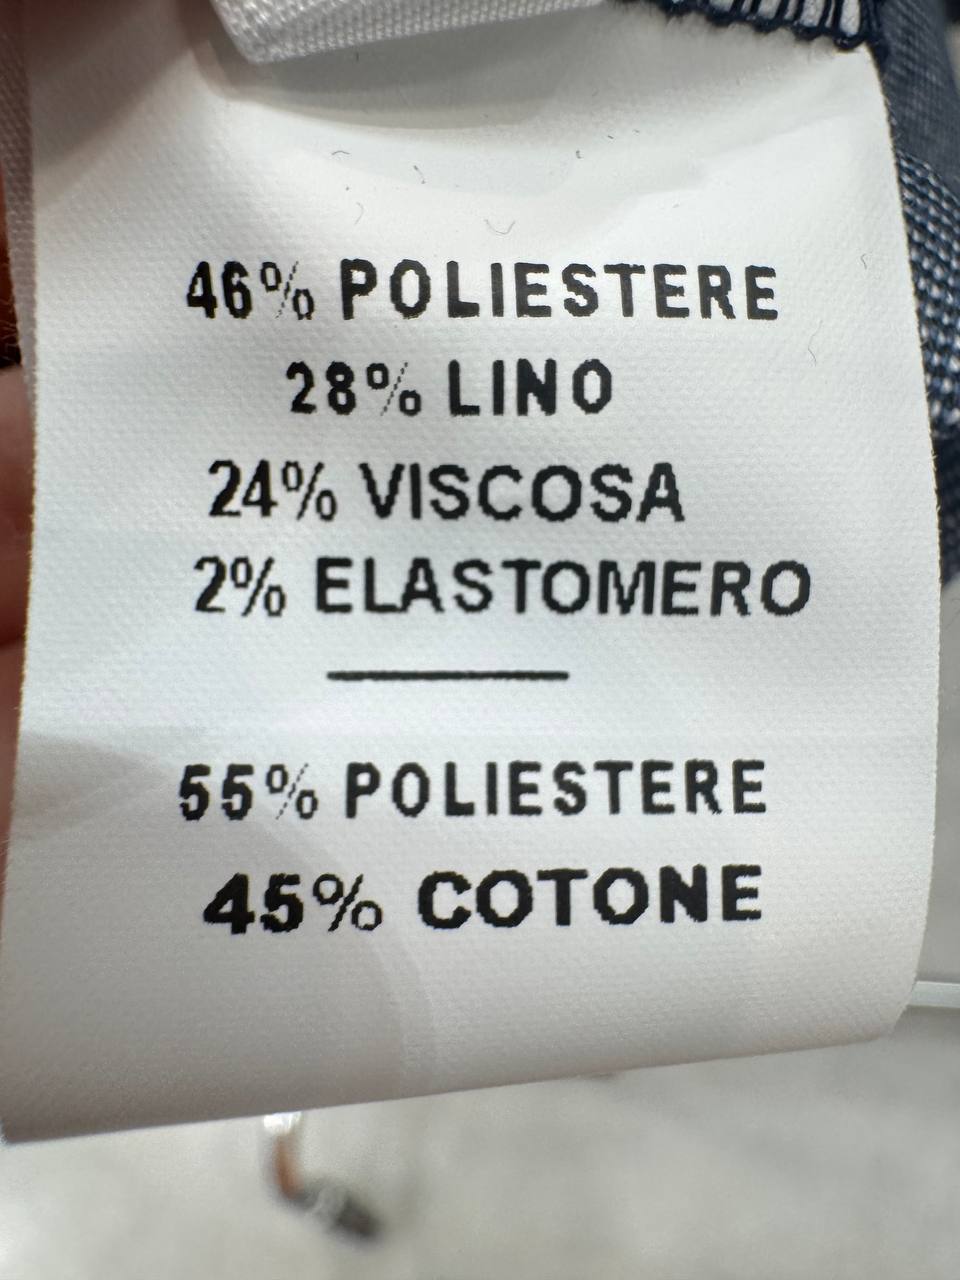 46% POLIESTERE
28% LINO
24% VISCOSA
2% ELASTOMERO
55% POLIESTERE
45% COTONE